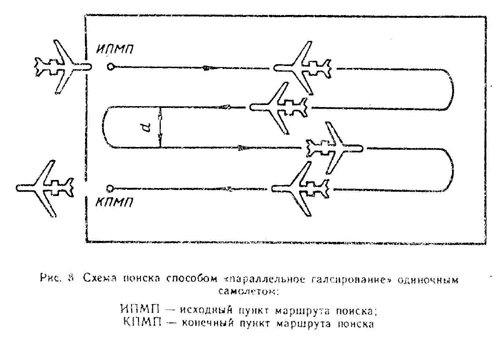 ИПМП
d
КПМП
Рис. 8 Схема поиска способом «параллельное галсирование» одиночным
самолетом:
ИПМП — исходный пункт маршрута поиска;
КПМП — конечный пункт маршрута поиска